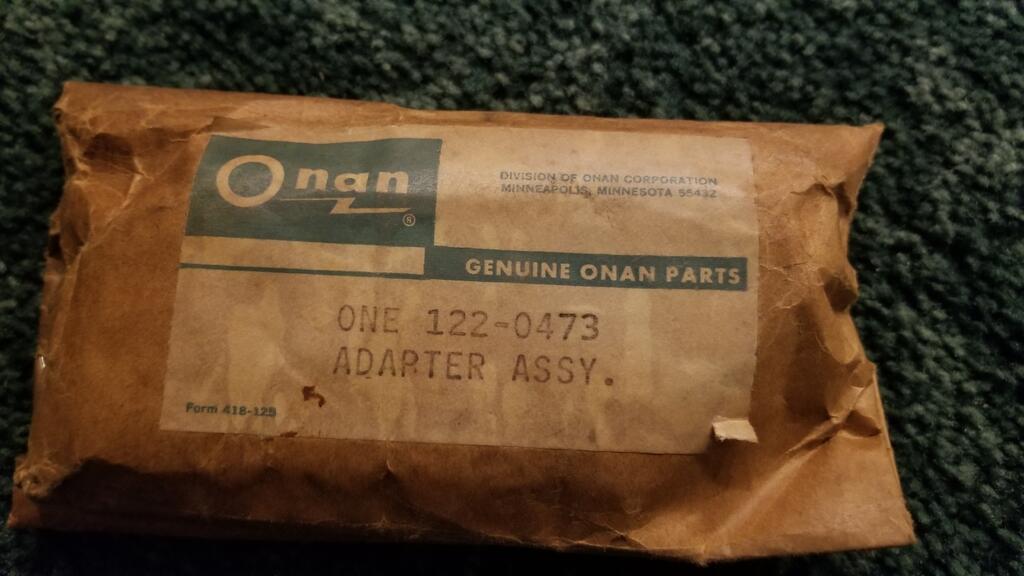 Onan
®
DIVISION OF ONAN CORPORATION
MINNEAPOLIS, MINNESOTA 55432
GENUINE ONAN PARTS
ONE 122-0473
ADAPTER ASSY.
Form 418-125